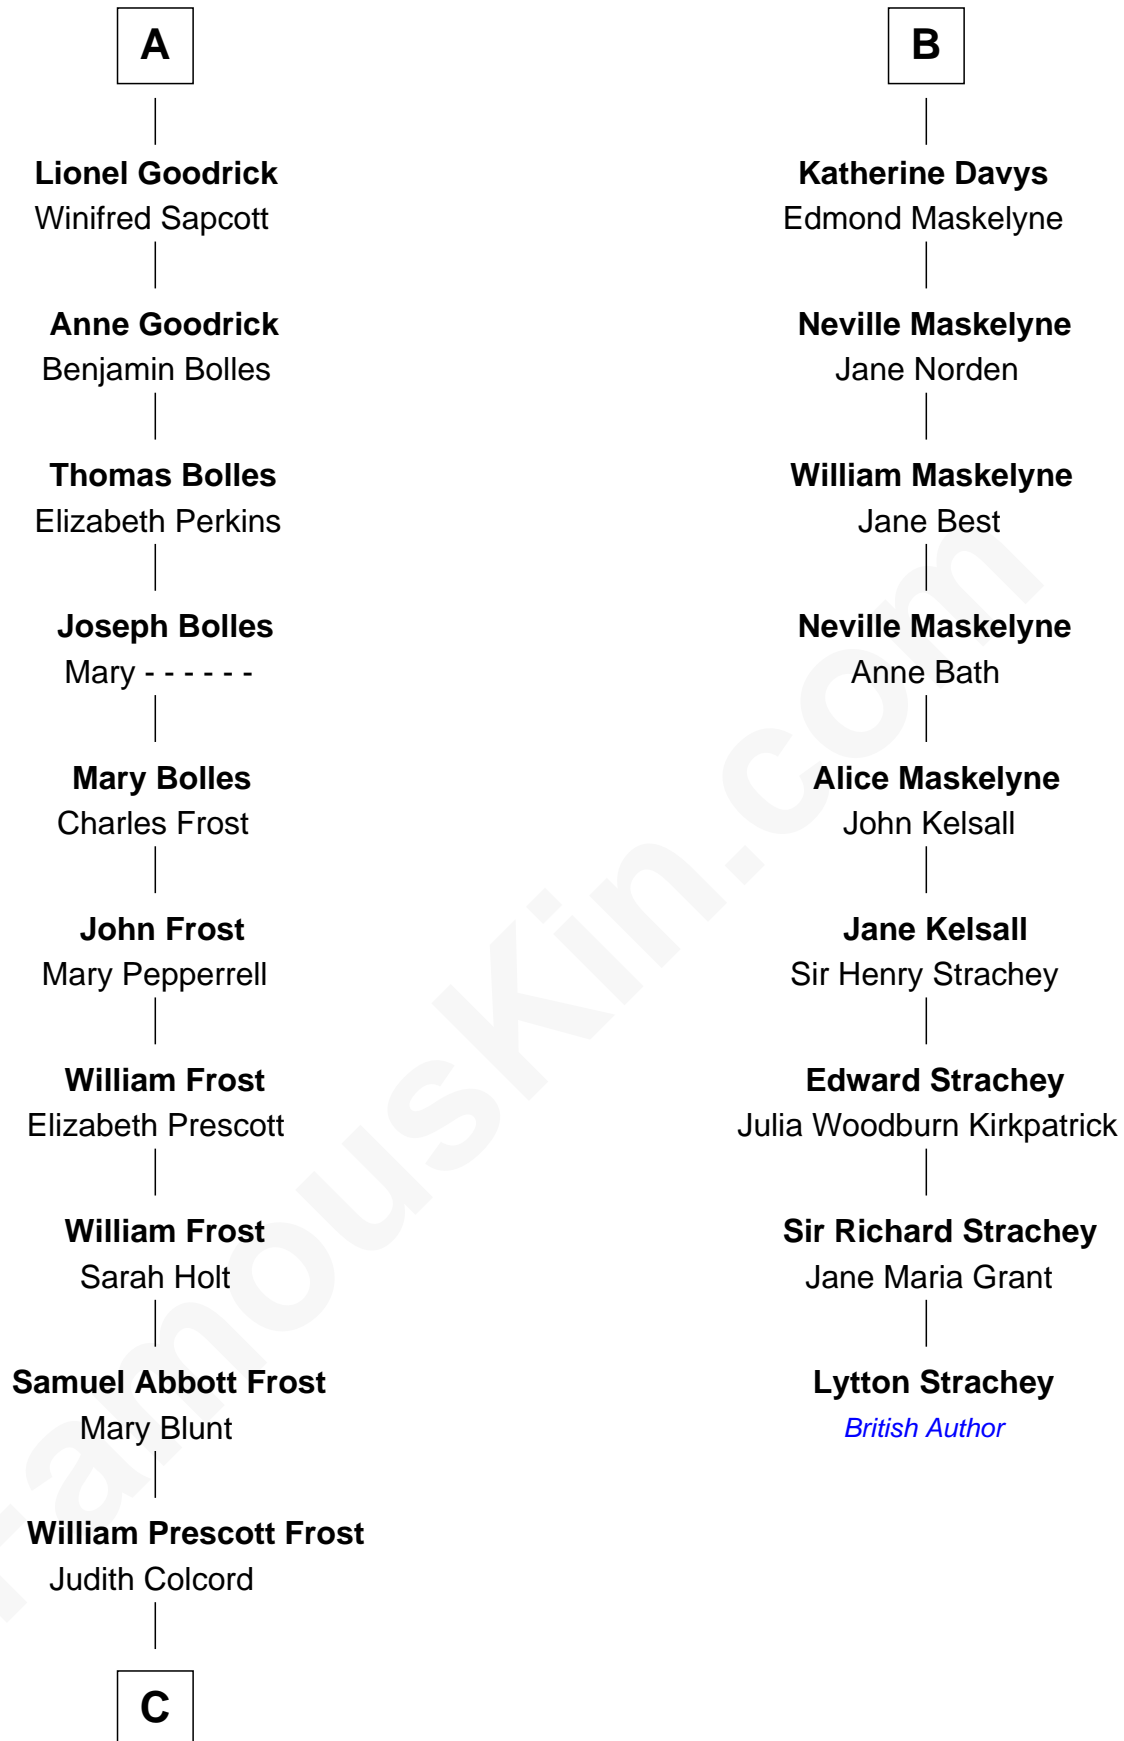 A
Lionel Goodrick
Winifred Sapcott
Anne Goodrick
Benjamin Bolles
Thomas Bolles
Elizabeth Perkins
Joseph Bolles
Mary - - - - - -
Mary Bolles
Charles Frost
John Frost
Mary Pepperrell
William Frost
Elizabeth Prescott
William Frost
Sarah Holt
Samuel Abbott Frost
Mary Blunt
William Prescott Frost
Judith Colcord
C
B
Katherine Davys
Edmond Maskelyne
Neville Maskelyne
Jane Norden
William Maskelyne
Jane Best
Neville Maskelyne
Anne Bath
Alice Maskelyne
John Kelsall
Jane Kelsall
Sir Henry Strachey
Edward Strachey
Julia Woodburn Kirkpatrick
Sir Richard Strachey
Jane Maria Grant
Lytton Strachey
British Author
FamousKin.com